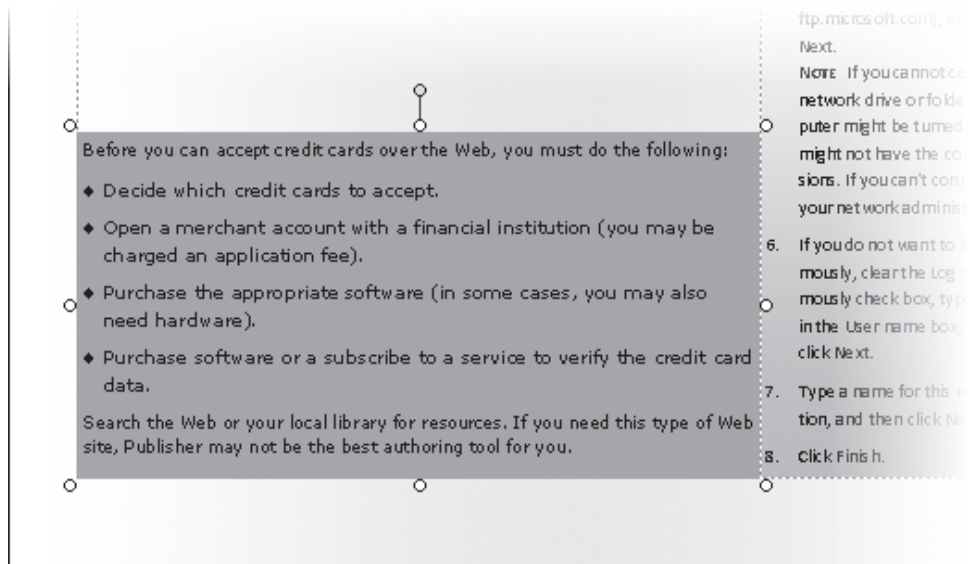 Before you can accept credit cards over the Web, you must do the following:
◆ Decide which credit cards to accept.
◆ Open a merchant account with a financial institution (you may be
charged an application fee).
◆ Purchase the appropriate software (in some cases, you may also
need hardware).
◆ Purchase software or a subscribe to a service to verify the credit card
data.
Search the Web or your local library for resources. If you need this type of Web
site, Publisher may not be the best authoring tool for you.
ftp.microsoft.com),
Next.
NOTE If you cannot
network drive or
puter might be turned
might not have the
sions. If you can't
your network
6. If you do not want to
mously, clear the Log
mously check box,
in the User name box,
click Next.
7. Type a name for this
tion, and then click
8. Click Finish.